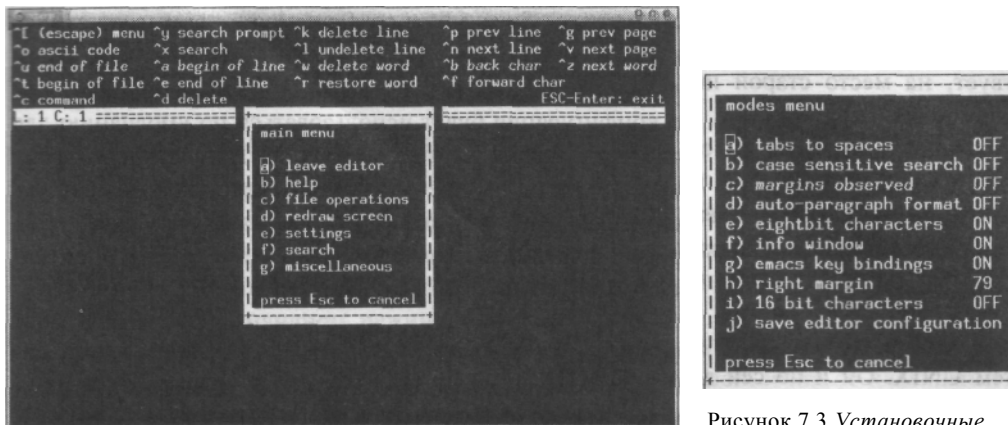 ^[ (escape) menu ^y search prompt ^k delete line ^p prev line ^g prev page
^o ascii code ^x search ^l undelete line ^n next line ^v next page
^u end of file ^a begin of line ^w delete word ^b back char ^z next word
^t begin of file ^e end of line ^r restore word ^f forward char
^c command ^d delete ESC-Enter: exit
L: 1 C: 1
main menu
a) leave editor
b) help
c) file operations
d) redraw screen
e) settings
f) search
g) miscellaneous
press Esc to cancel
modes menu
a) tabs to spaces OFF
b) case sensitive search OFF
c) margins observed OFF
d) auto-paragraph format OFF
e) eightbit characters ON
f) info window ON
g) emacs key bindings ON
h) right margin 79
i) 16 bit characters OFF
j) save editor configuration
press Esc to cancel
Рисунок 7.3 Установочные